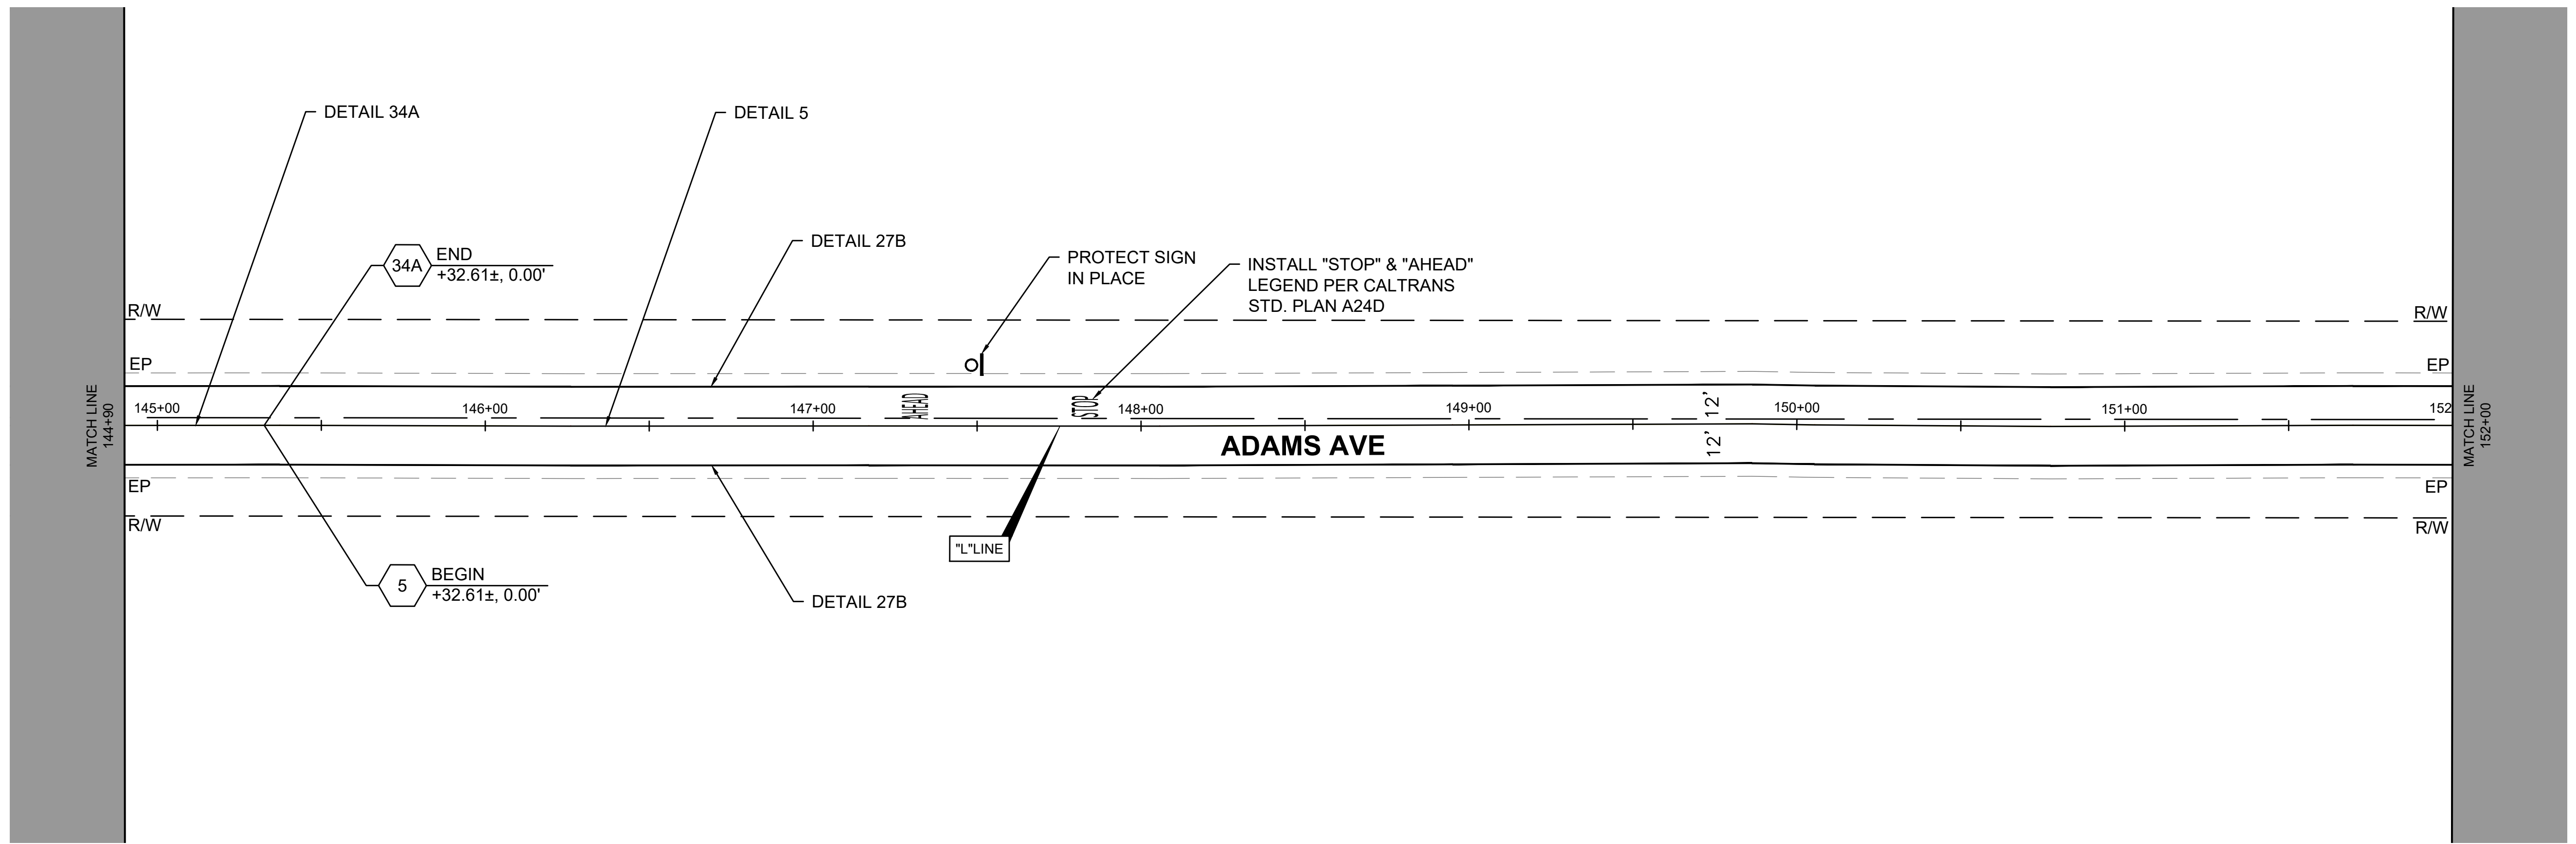 DETAIL 34A
DETAIL 5
DETAIL 27B
34A
END
+32.61±, 0.00'
PROTECT SIGN
IN PLACE
INSTALL "STOP" & "AHEAD"
LEGEND PER CALTRANS
STD. PLAN A24D
R/W
R/W
EP
EP
MATCH LINE
144+90
145+00
146+00
147+00
AHEAD
STOP
148+00
149+00
12'
12'
150+00
151+00
152
MATCH LINE
152+00
ADAMS AVE
EP
EP
R/W
R/W
"L"LINE
5
BEGIN
+32.61±, 0.00'
DETAIL 27B